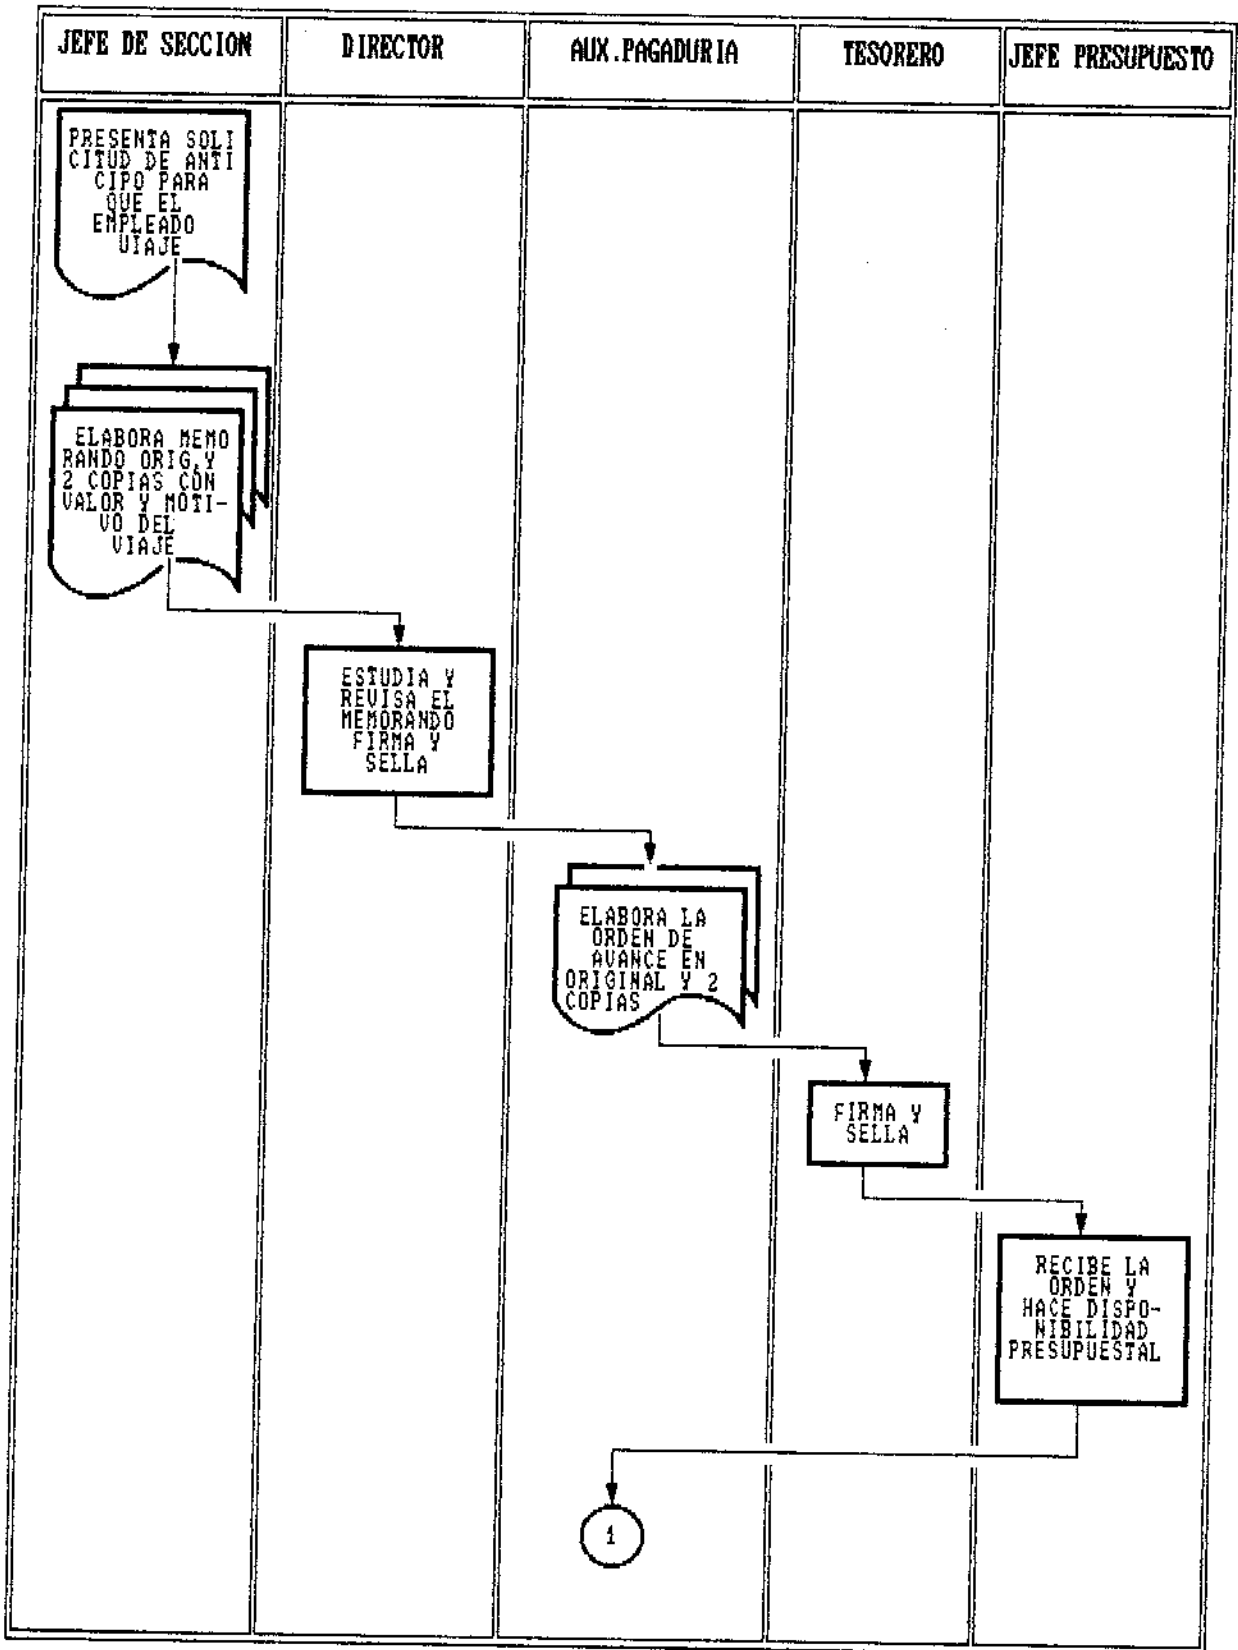 JEFE DE SECCION
DIRECTOR
AUX.PAGADURIA
TESORERO
JEFE PRESUPUESTO
PRESENTA SOLI
CITUD DE ANTI
CIPO PARA
QUE EL
EMPLEADO
VIAJE
ELABORA MEMO
RANDO ORIG.Y
2 COPIAS CON
VALOR Y MOTI-
VO DEL
VIAJE
ESTUDIA Y
REVISA EL
MEMORANDO
FIRMA Y
SELLA
ELABORA LA
ORDEN DE
AVANCE EN
ORIGINAL Y 2
COPIAS
FIRMA Y
SELLA
RECIBE LA
ORDEN Y
HACE DISPO-
NIBILIDAD
PRESUPUESTAL
1